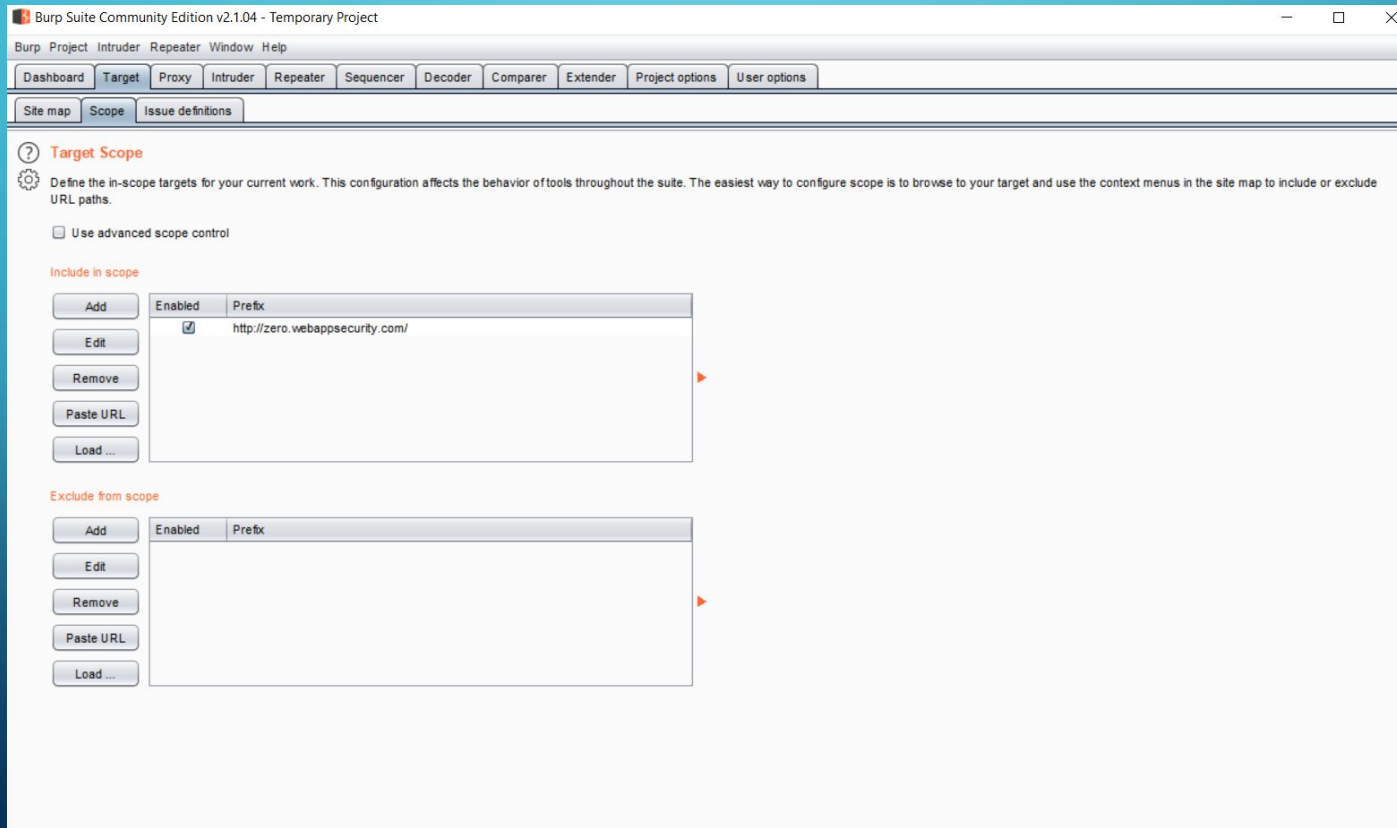 Burp Suite Community Edition v2.1.04 - Temporary Project
Burp Project Intruder Repeater Window Help
Dashboard Target Proxy Intruder Repeater Sequencer Decoder Comparer Extender Project options User options
Site map Scope Issue definitions
Target Scope
Define the in-scope targets for your current work. This configuration affects the behavior of tools throughout the suite. The easiest way to configure scope is to browse to your target and use the context menus in the site map to include or exclude
URL paths.
Use advanced scope control
Include in scope
Add Enabled Prefix
http://zero.webappsecurity.com/
Edit
Remove
Paste URL
Load ...
Exclude from scope
Add Enabled Prefix
Edit
Remove
Paste URL
Load ...